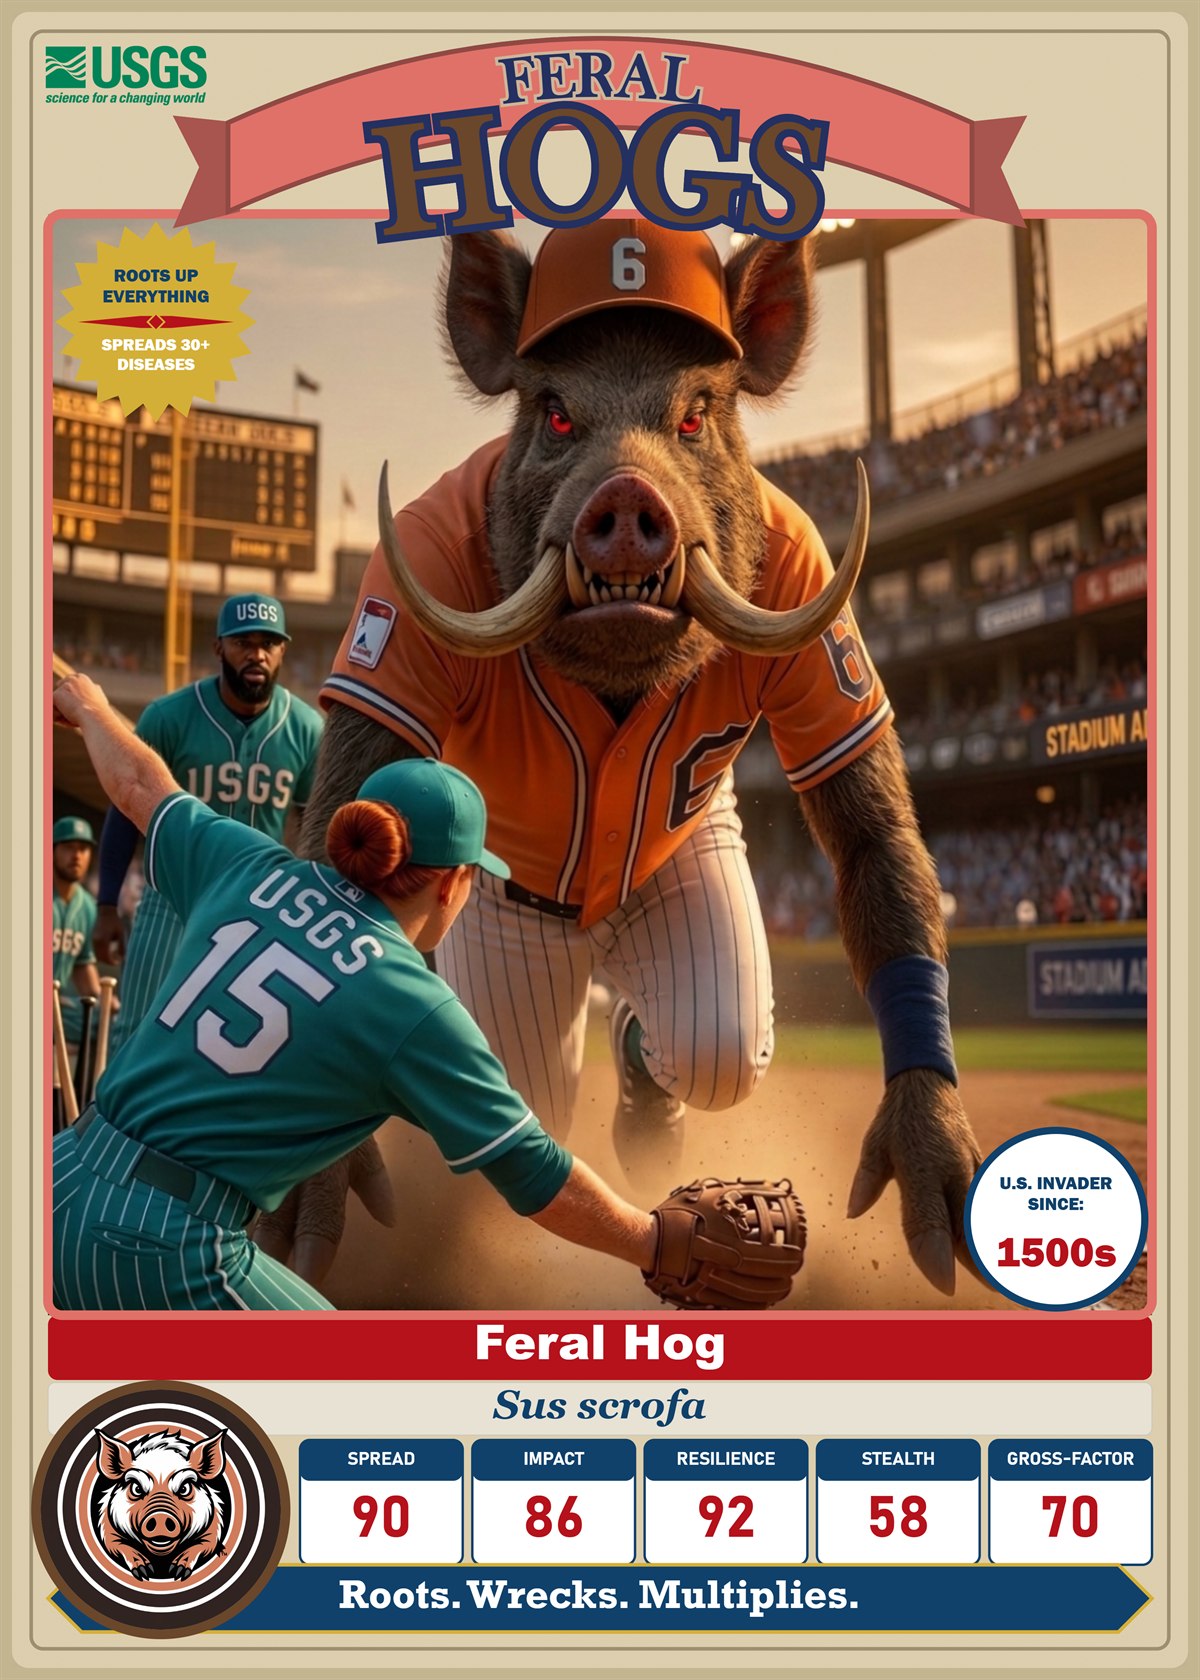 USGS
science for a changing world
FERAL
HOGS
ROOTS UP
EVERYTHING
SPREADS 30+
DISEASES
6
6
USGS
USGS
STADIUM A
USGS
15
STADIUM A
U.S. INVADER
SINCE:
1500s
Feral Hog
Sus scrofa
SPREAD
IMPACT
RESILIENCE
STEALTH
GROSS-FACTOR
90
86
92
58
70
Roots. Wrecks. Multiplies.